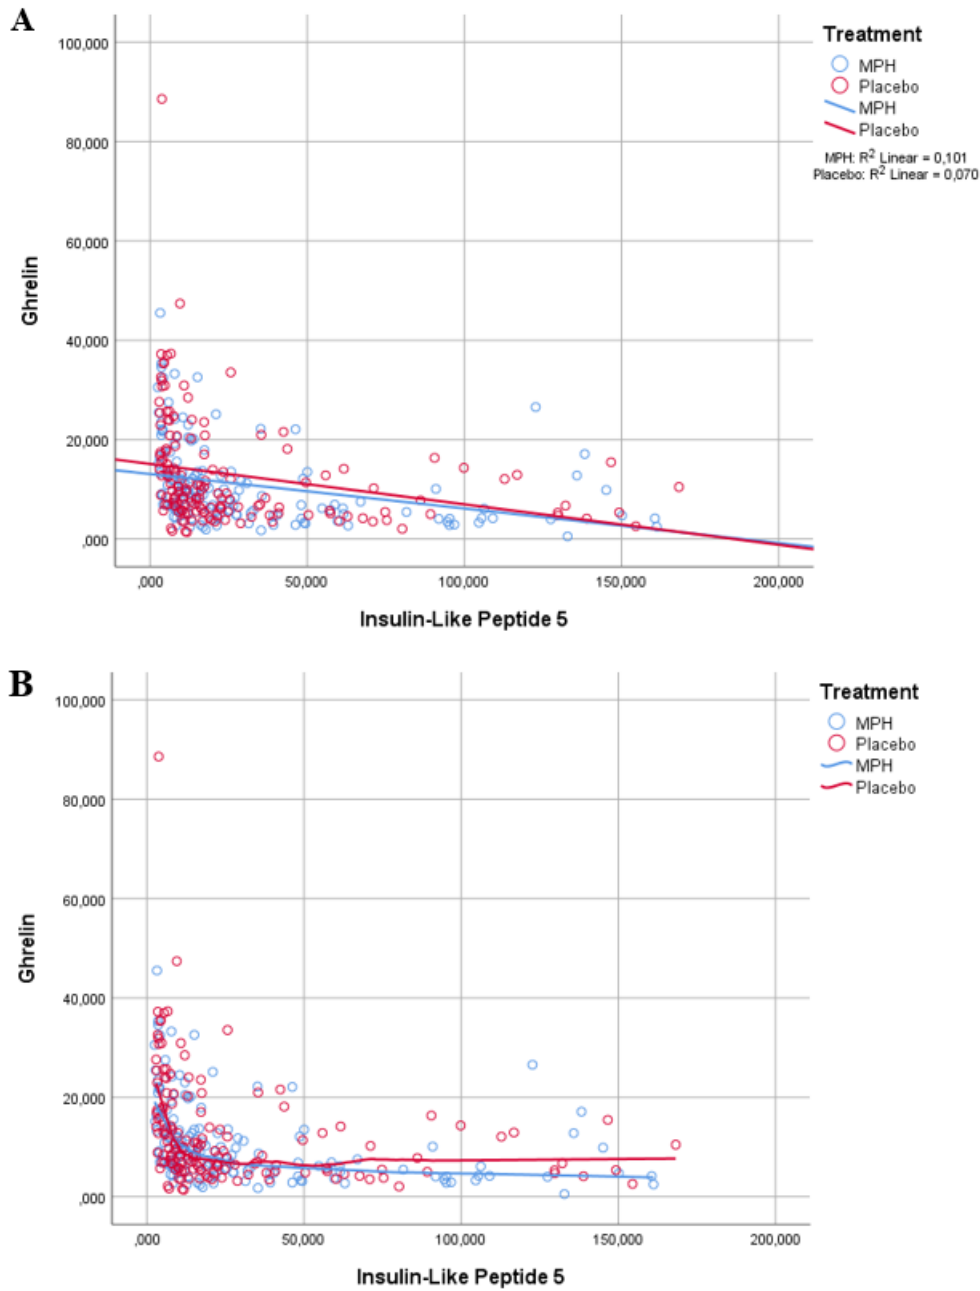 A
100,000
80,000
60,000
40,000
20,000
,000
Ghrelin
,000 50,000 100,000 150,000 200,000
Insulin-Like Peptide 5
Treatment
MPH
Placebo
MPH
Placebo
MPH: R² Linear = 0,101
Placebo: R² Linear = 0,070
B
100,000
80,000
60,000
40,000
20,000
,000
Ghrelin
,000 50,000 100,000 150,000 200,000
Insulin-Like Peptide 5
Treatment
MPH
Placebo
MPH
Placebo